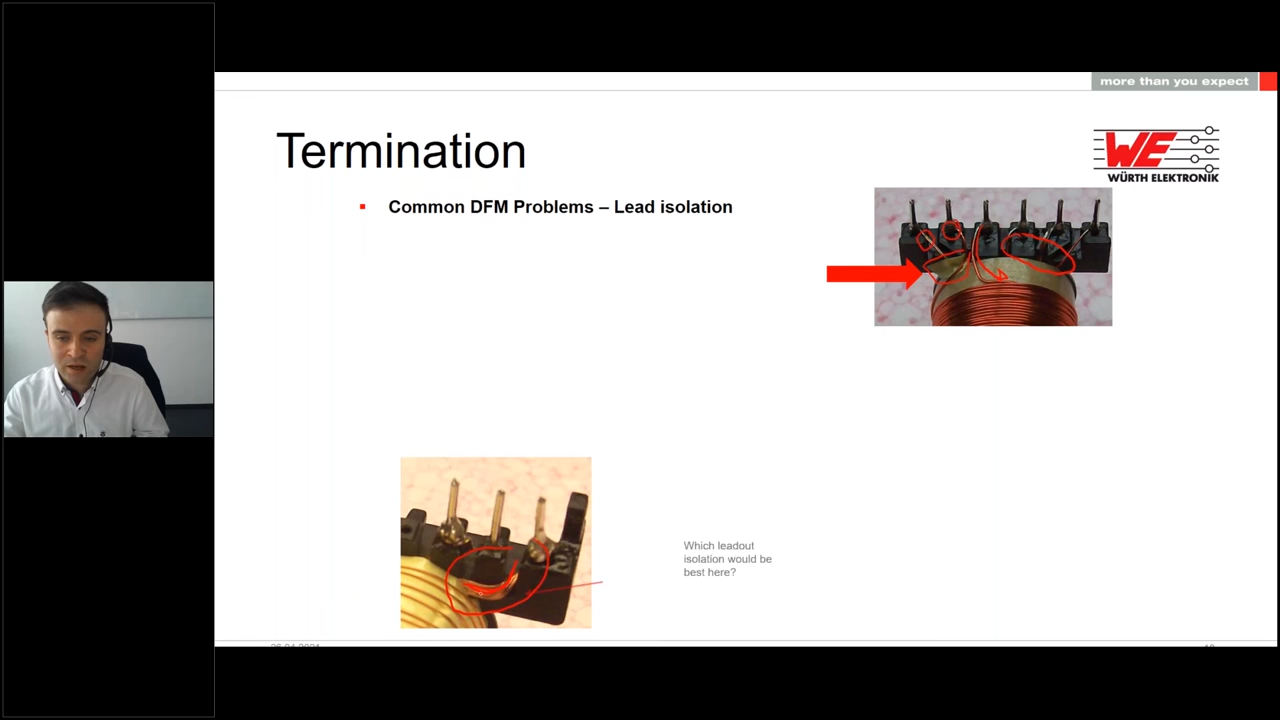 more than you expect
Termination
WE
WÜRTH ELEKTRONIK
Common DFM Problems – Lead isolation
Which leadout
isolation would be
best here?